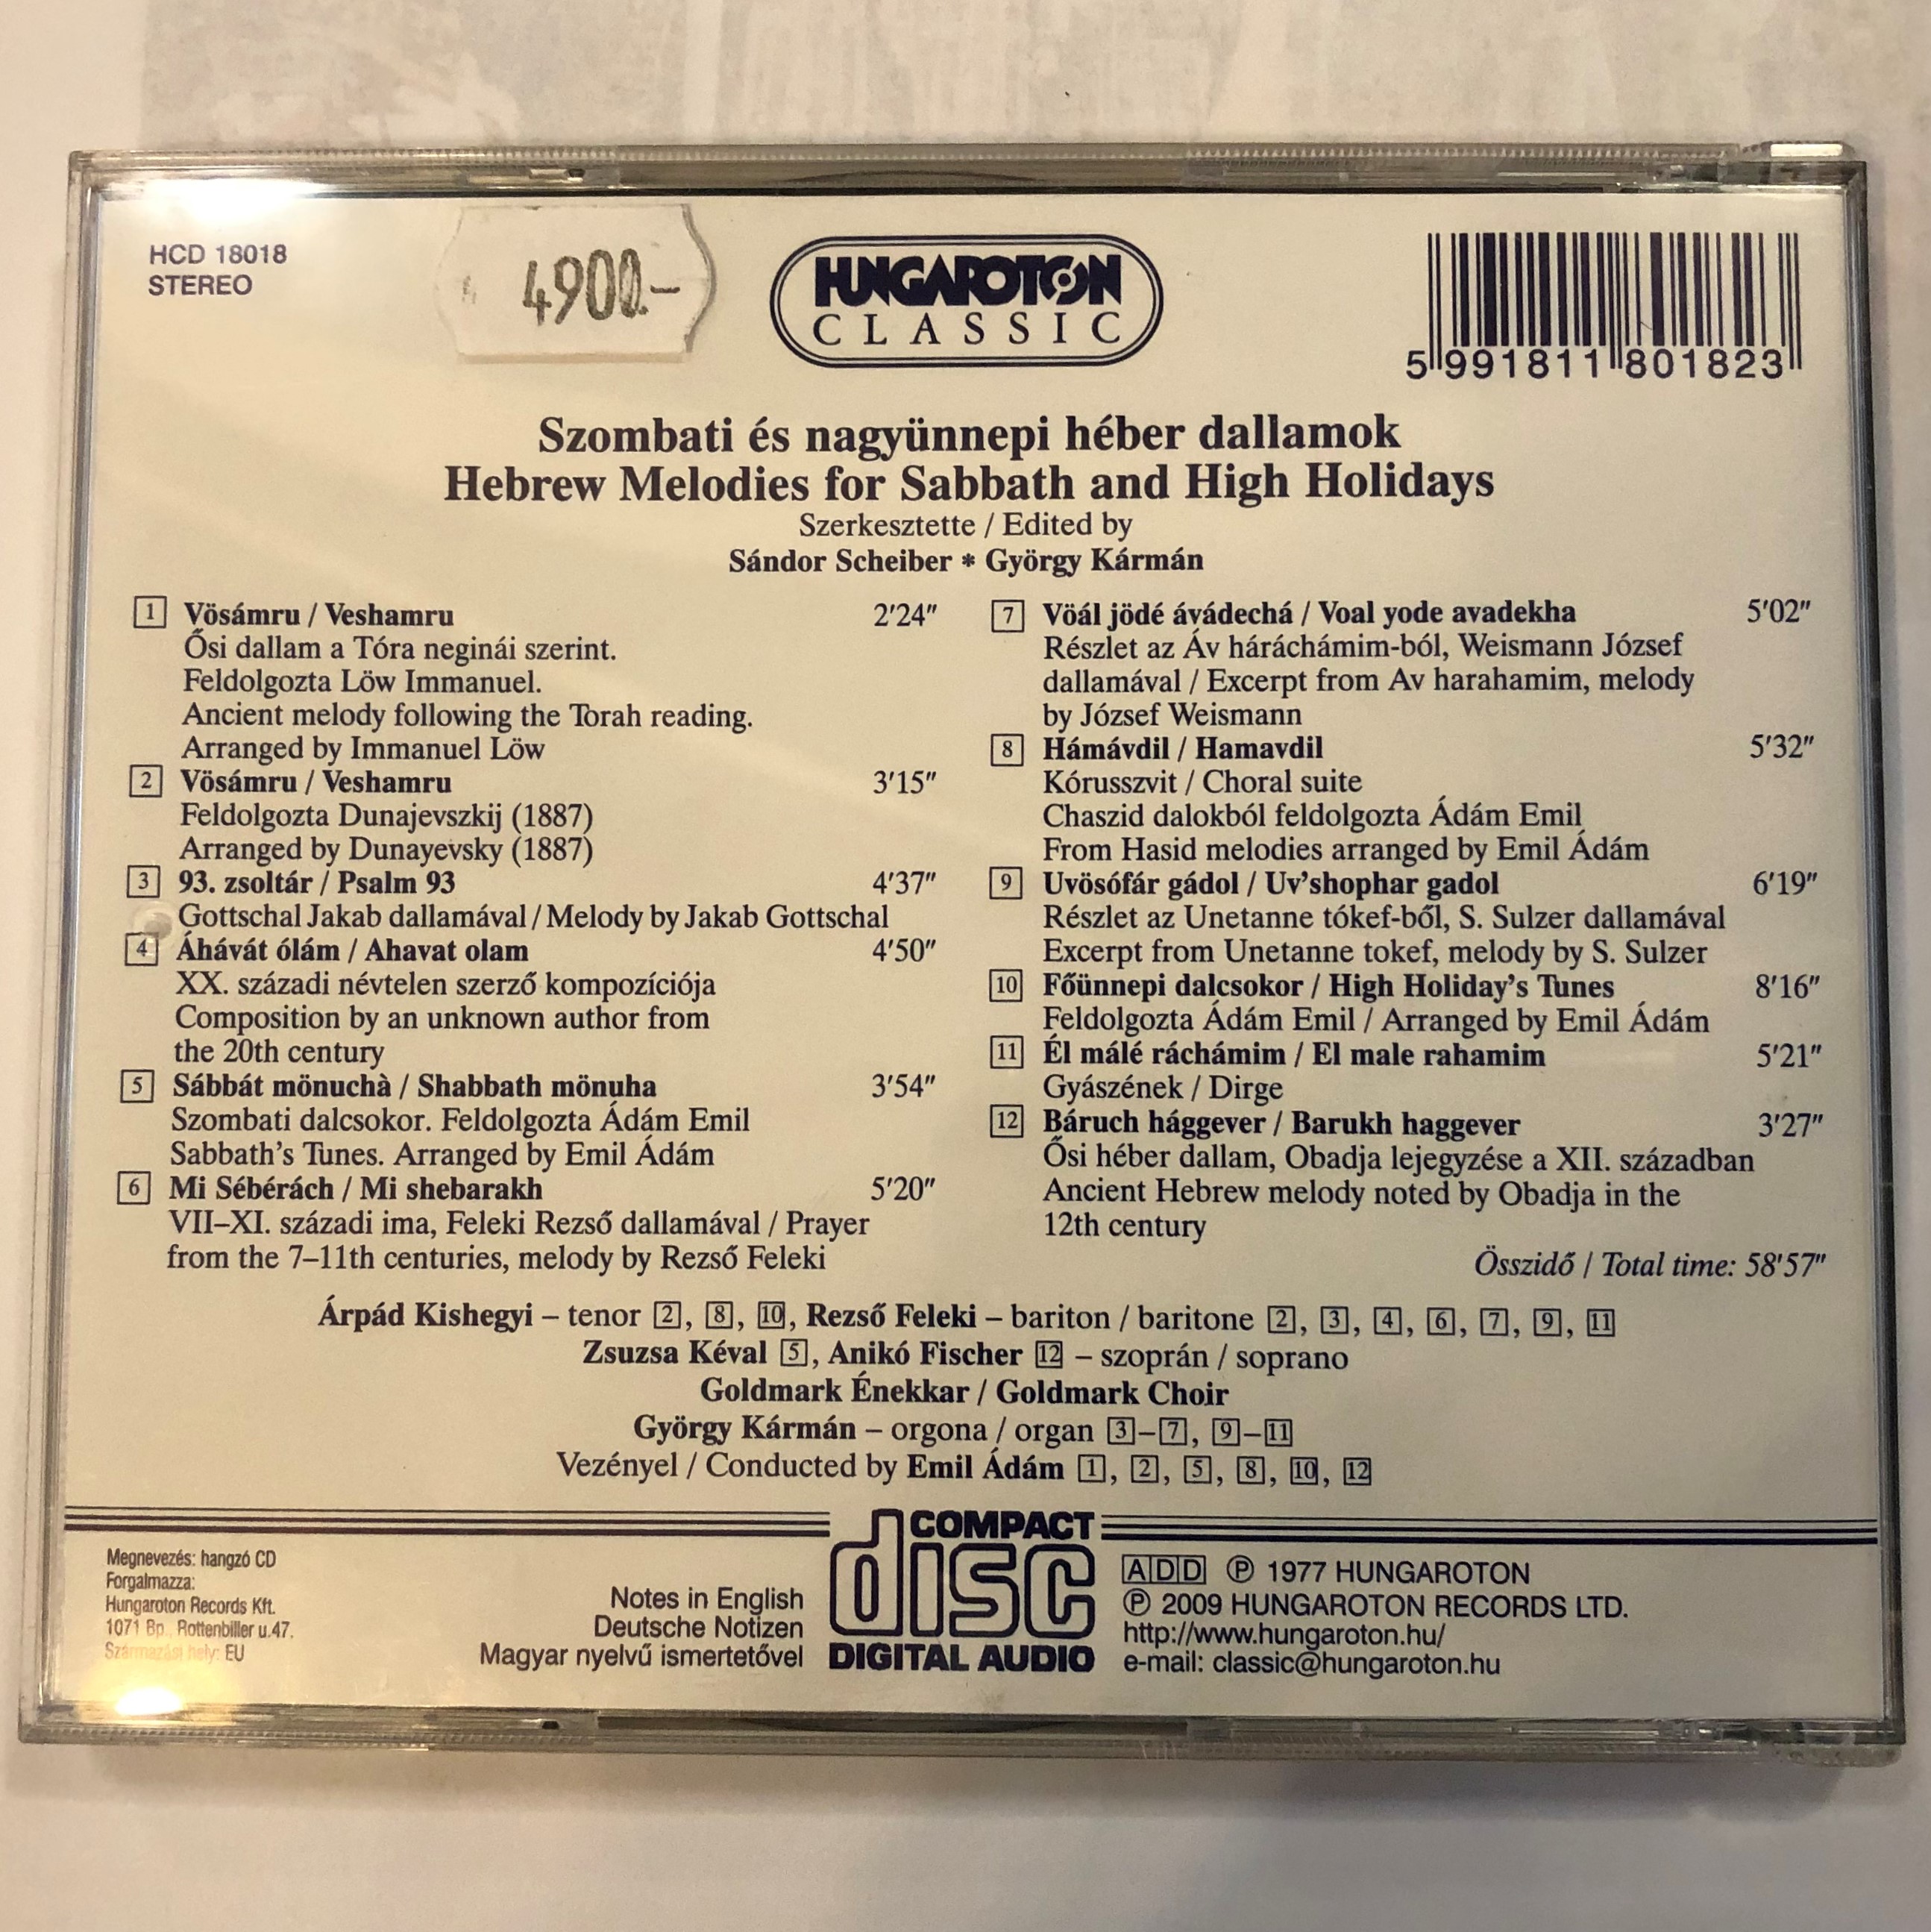 HCD 18018
STEREO
4900.-
HUNGAROTON
CLASSIC
5 991811 801823
Szombati és nagyünnepi héber dallamok
Hebrew Melodies for Sabbath and High Holidays
Szerkesztette / Edited by
Sándor Scheiber * György Kármán
1 Vösámru / Veshamru 2'24"
Ősi dallam a Tóra neginái szerint.
Feldolgozta Löw Immanuel.
Ancient melody following the Torah reading.
Arranged by Immanuel Löw
2 Vösámru / Veshamru 3'15"
Feldolgozta Dunajevszkij (1887)
Arranged by Dunayevsky (1887)
3 93. zsoltár / Psalm 93 4'37"
Gottschal Jakab dallamával / Melody by Jakab Gottschal
4 Áhávát ólám / Ahavat olam 4'50"
XX. századi névtelen szerző kompozíciója
Composition by an unknown author from
the 20th century
5 Sábbát mönuchà / Shabbath mönuha 3'54"
Szombati dalcsokor. Feldolgozta Ádám Emil
Sabbath's Tunes. Arranged by Emil Ádám
6 Mi Sébérách / Mi shebarakh 5'20"
VII–XI. századi ima, Feleki Rezső dallamával / Prayer
from the 7–11th centuries, melody by Rezső Feleki
7 Vöál jödé ávádechá / Voal yode avadekha 5'02"
Részlet az Áv háráchámim-ból, Weismann József
dallamával / Excerpt from Av harahamim, melody
by József Weismann
8 Hámávdil / Hamavdil 5'32"
Kórusszvit / Choral suite
Chaszid dalokból feldolgozta Ádám Emil
From Hasid melodies arranged by Emil Ádám
9 Uvösófár gádol / Uv'shophar gadol 6'19"
Részlet az Unetanne tókef-ből, S. Sulzer dallamával
Excerpt from Unetanne tokef, melody by S. Sulzer
10 Főünnepi dalcsokor / High Holiday's Tunes 8'16"
Feldolgozta Ádám Emil / Arranged by Emil Ádám
11 Él málé ráchámim / El male rahamim 5'21"
Gyászének / Dirge
12 Báruch hággever / Barukh haggever 3'27"
Ősi héber dallam, Obadja lejegyzése a XII. században
Ancient Hebrew melody noted by Obadja in the
12th century
Összidő / Total time: 58'57"
Árpád Kishegyi – tenor 2, 8, 10, Rezső Feleki – bariton / baritone 2, 3, 4, 6, 7, 9, 11
Zsuzsa Kéval 5, Anikó Fischer 12 – szoprán / soprano
Goldmark Énekkar / Goldmark Choir
György Kármán – orgona / organ 3–7, 9–11
Vezényel / Conducted by Emil Ádám 1, 2, 5, 8, 10, 12
Megnevezés: hangzó CD
Forgalmazza:
Hungaroton Records Kft.
1071 Bp., Rottenbiller u.47.
Származási hely: EU
Notes in English
Deutsche Notizen
Magyar nyelvű ismertetővel
COMPACT
disc
DIGITAL AUDIO
ADD ℗ 1977 HUNGAROTON
℗ 2009 HUNGAROTON RECORDS LTD.
http://www.hungaroton.hu/
e-mail: classic@hungaroton.hu